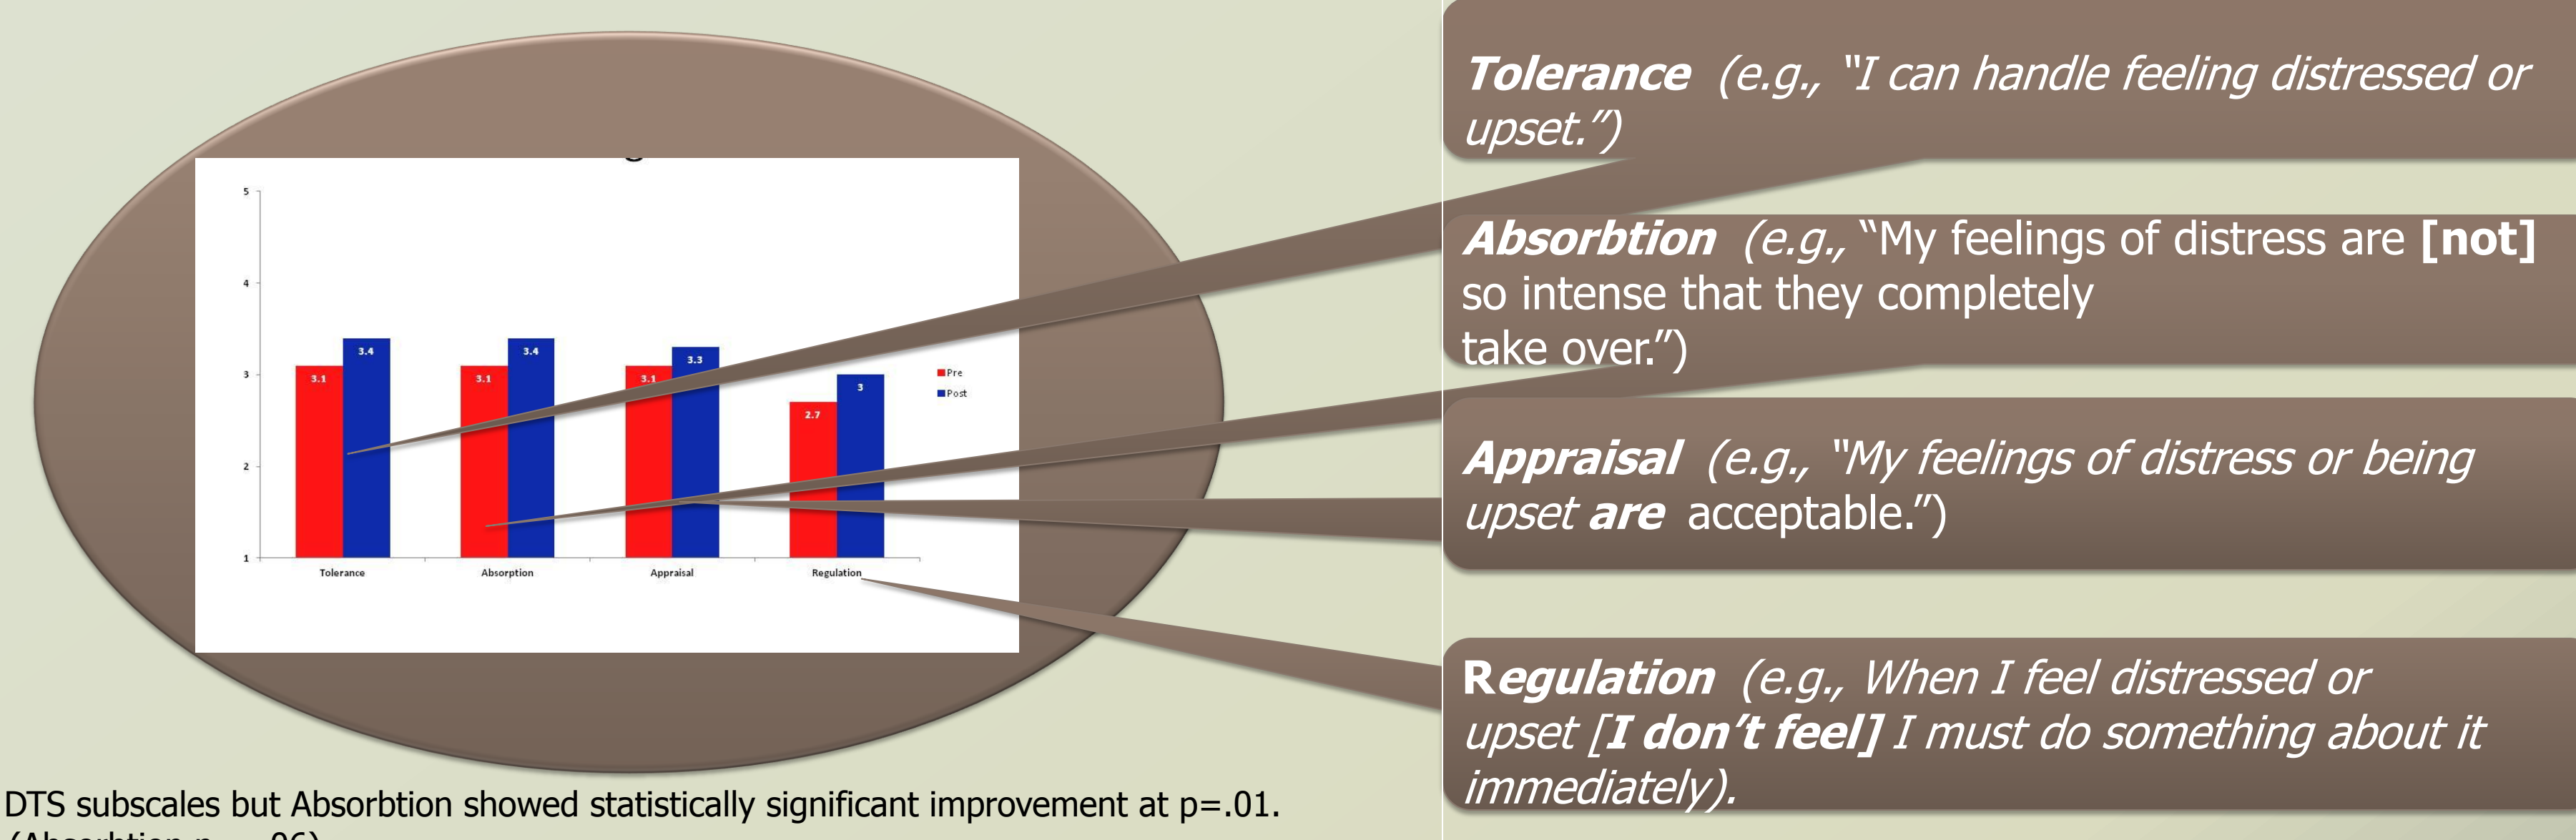 5
4
3
2
1
3.1
3.4
3.1
3.4
3.1
3.3
2.7
3
Tolerance
Absorption
Appraisal
Regulation
Pre
Post
Tolerance (e.g., “I can handle feeling distressed or
upset.”)
Absorbtion (e.g., “My feelings of distress are [not]
so intense that they completely
take over.”)
Appraisal (e.g., “My feelings of distress or being
upset are acceptable.”)
Regulation (e.g., When I feel distressed or
upset [I don’t feel] I must do something about it
immediately).
DTS subscales but Absorbtion showed statistically significant improvement at p=.01.